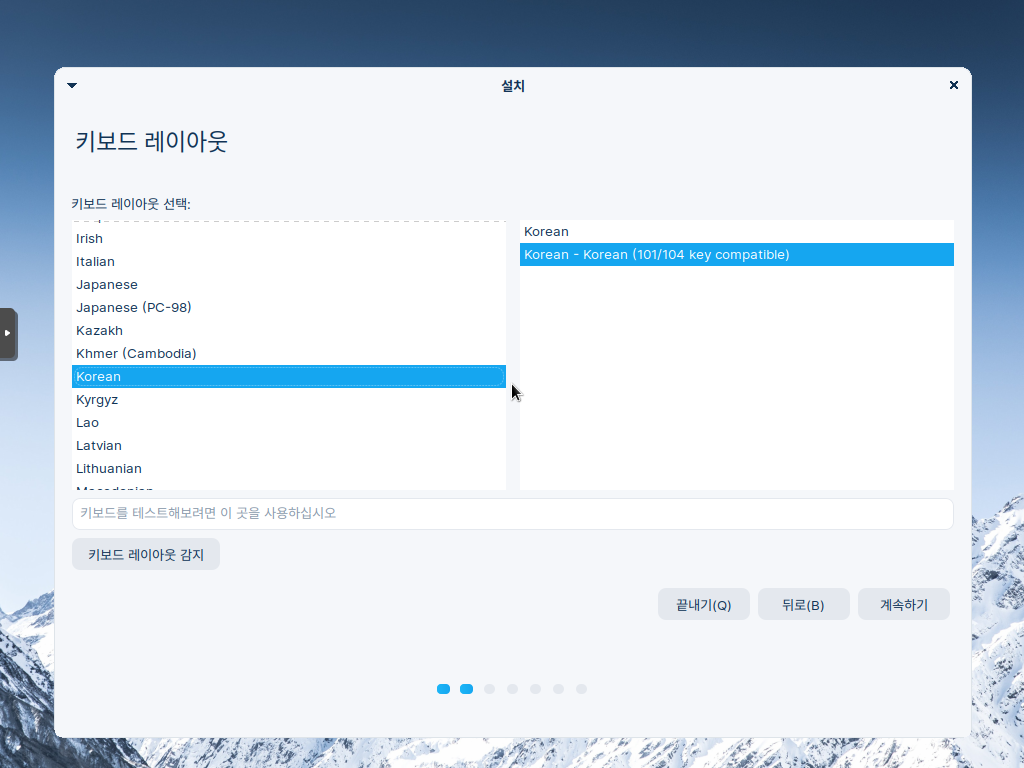 설치
키보드 레이아웃
키보드 레이아웃 선택:
Irish
Italian
Japanese
Japanese (PC-98)
Kazakh
Khmer (Cambodia)
Korean
Kyrgyz
Lao
Latvian
Lithuanian
Korean
Korean - Korean (101/104 key compatible)
키보드를 테스트해보려면 이 곳을 사용하십시오
키보드 레이아웃 감지
끝내기(Q)
뒤로(B)
계속하기